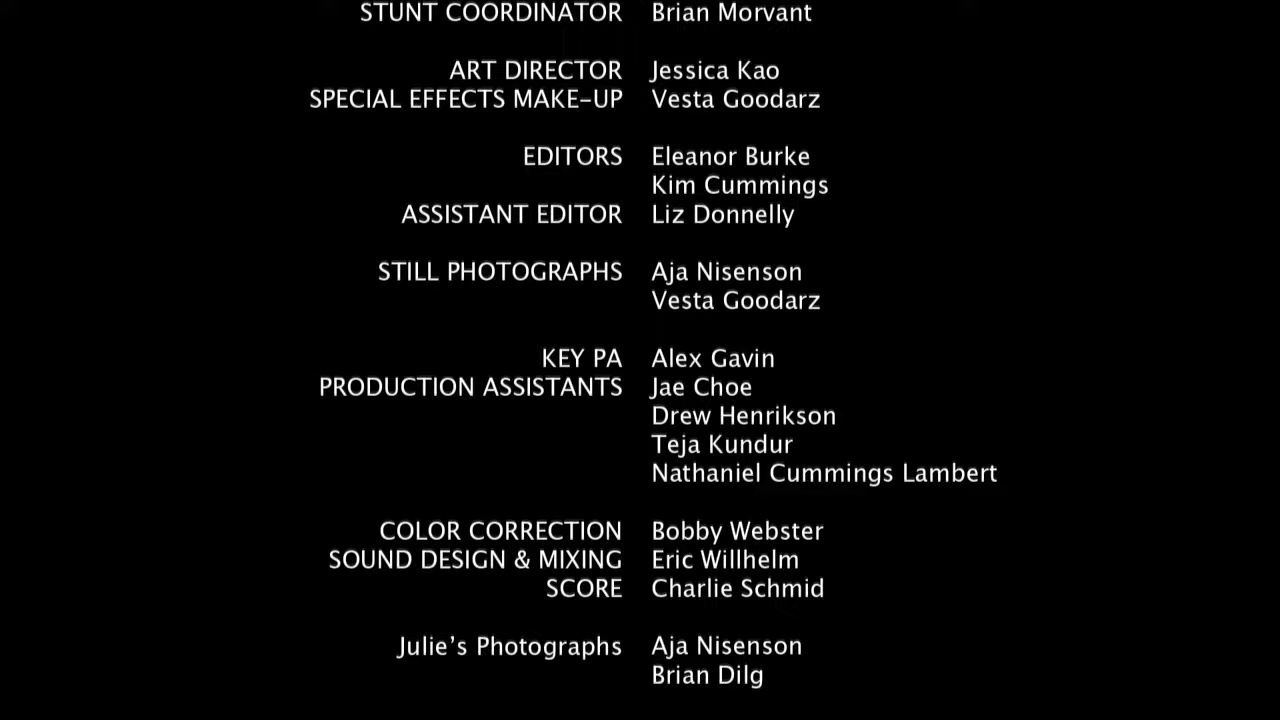 STUNT COORDINATOR Brian Morvant
ART DIRECTOR Jessica Kao
SPECIAL EFFECTS MAKE-UP Vesta Goodarz
EDITORS Eleanor Burke
Kim Cummings
ASSISTANT EDITOR Liz Donnelly
STILL PHOTOGRAPHS Aja Nisenson
Vesta Goodarz
KEY PA Alex Gavin
PRODUCTION ASSISTANTS Jae Choe
Drew Henrikson
Teja Kundur
Nathaniel Cummings Lambert
COLOR CORRECTION Bobby Webster
SOUND DESIGN & MIXING Eric Willhelm
SCORE Charlie Schmid
Julie's Photographs Aja Nisenson
Brian Dilg